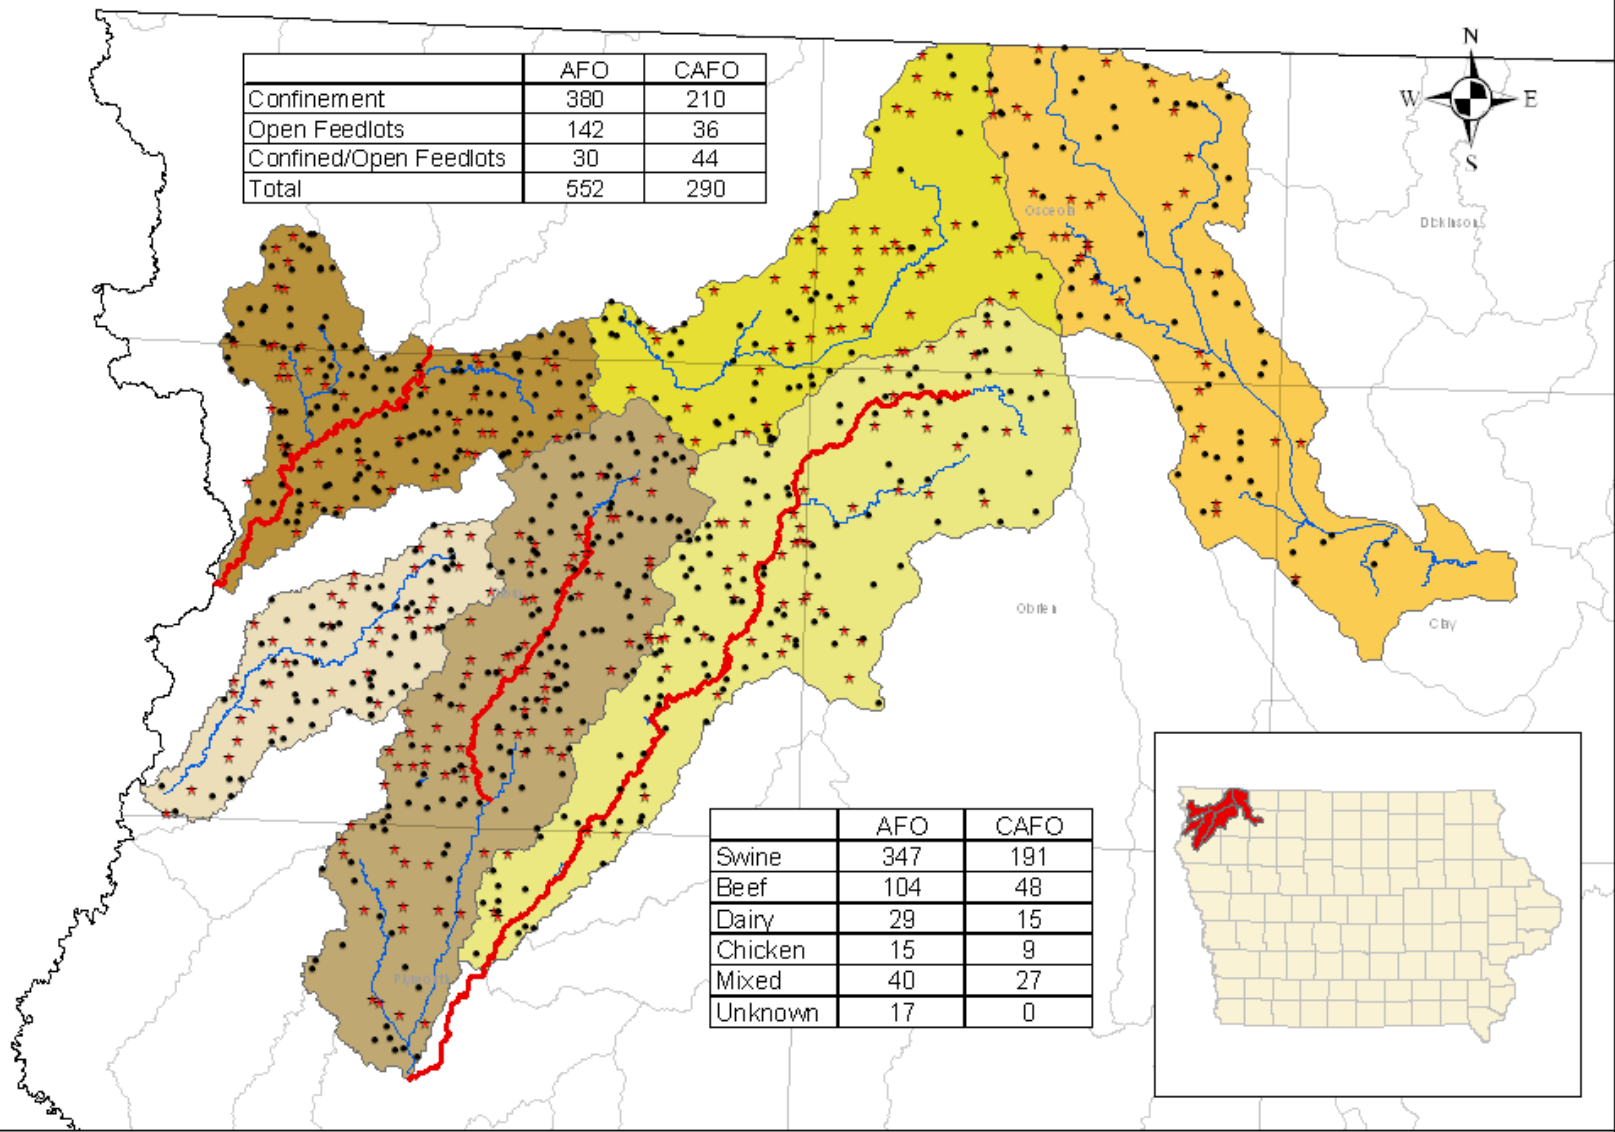 N
W E
S
AFO CAFO
Confinement 380 210
Open Feedlots 142 36
Confined/Open Feedlots 30 44
Total 552 290
Osceola
Dickinson
Obrien
Clay
AFO CAFO
Swine 347 191
Beef 104 48
Dairy 29 15
Chicken 15 9
Mixed 40 27
Unknown 17 0
Plymouth